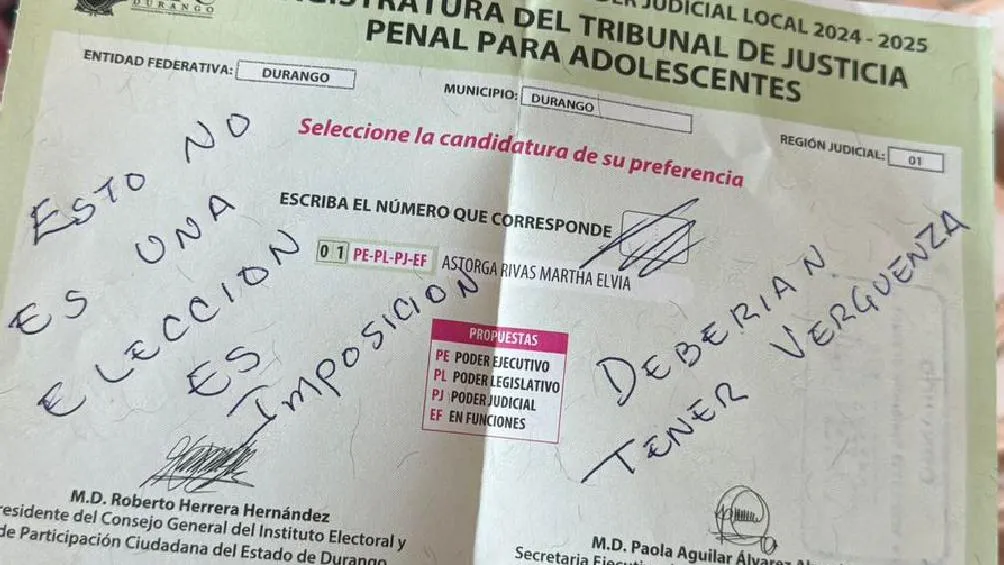 DURANGO
JUDICIAL LOCAL 2024 - 2025
DEL TRIBUNAL DE JUSTICIA
PENAL PARA ADOLESCENTES
ENTIDAD FEDERATIVA: DURANGO
MUNICIPIO: DURANGO
REGIÓN JUDICIAL: 01
Seleccione la candidatura de su preferencia
ESCRIBA EL NÚMERO QUE CORRESPONDE
01 PE-PL-PJ-EF ASTORGA RIVAS MARTHA ELVIA
PROPUESTAS
PE PODER EJECUTIVO
PL PODER LEGISLATIVO
PJ PODER JUDICIAL
EF EN FUNCIONES
ESTO NO
ES UNA
ELECCION
ES
IMPOSICION
DEBERIAN
TENER VERGUENZA
M.D. Roberto Herrera Hernández
residente del Consejo General del Instituto Electoral y
de Participación Ciudadana del Estado de Durango
M.D. Paola Aguilar Álvarez
Secretaria